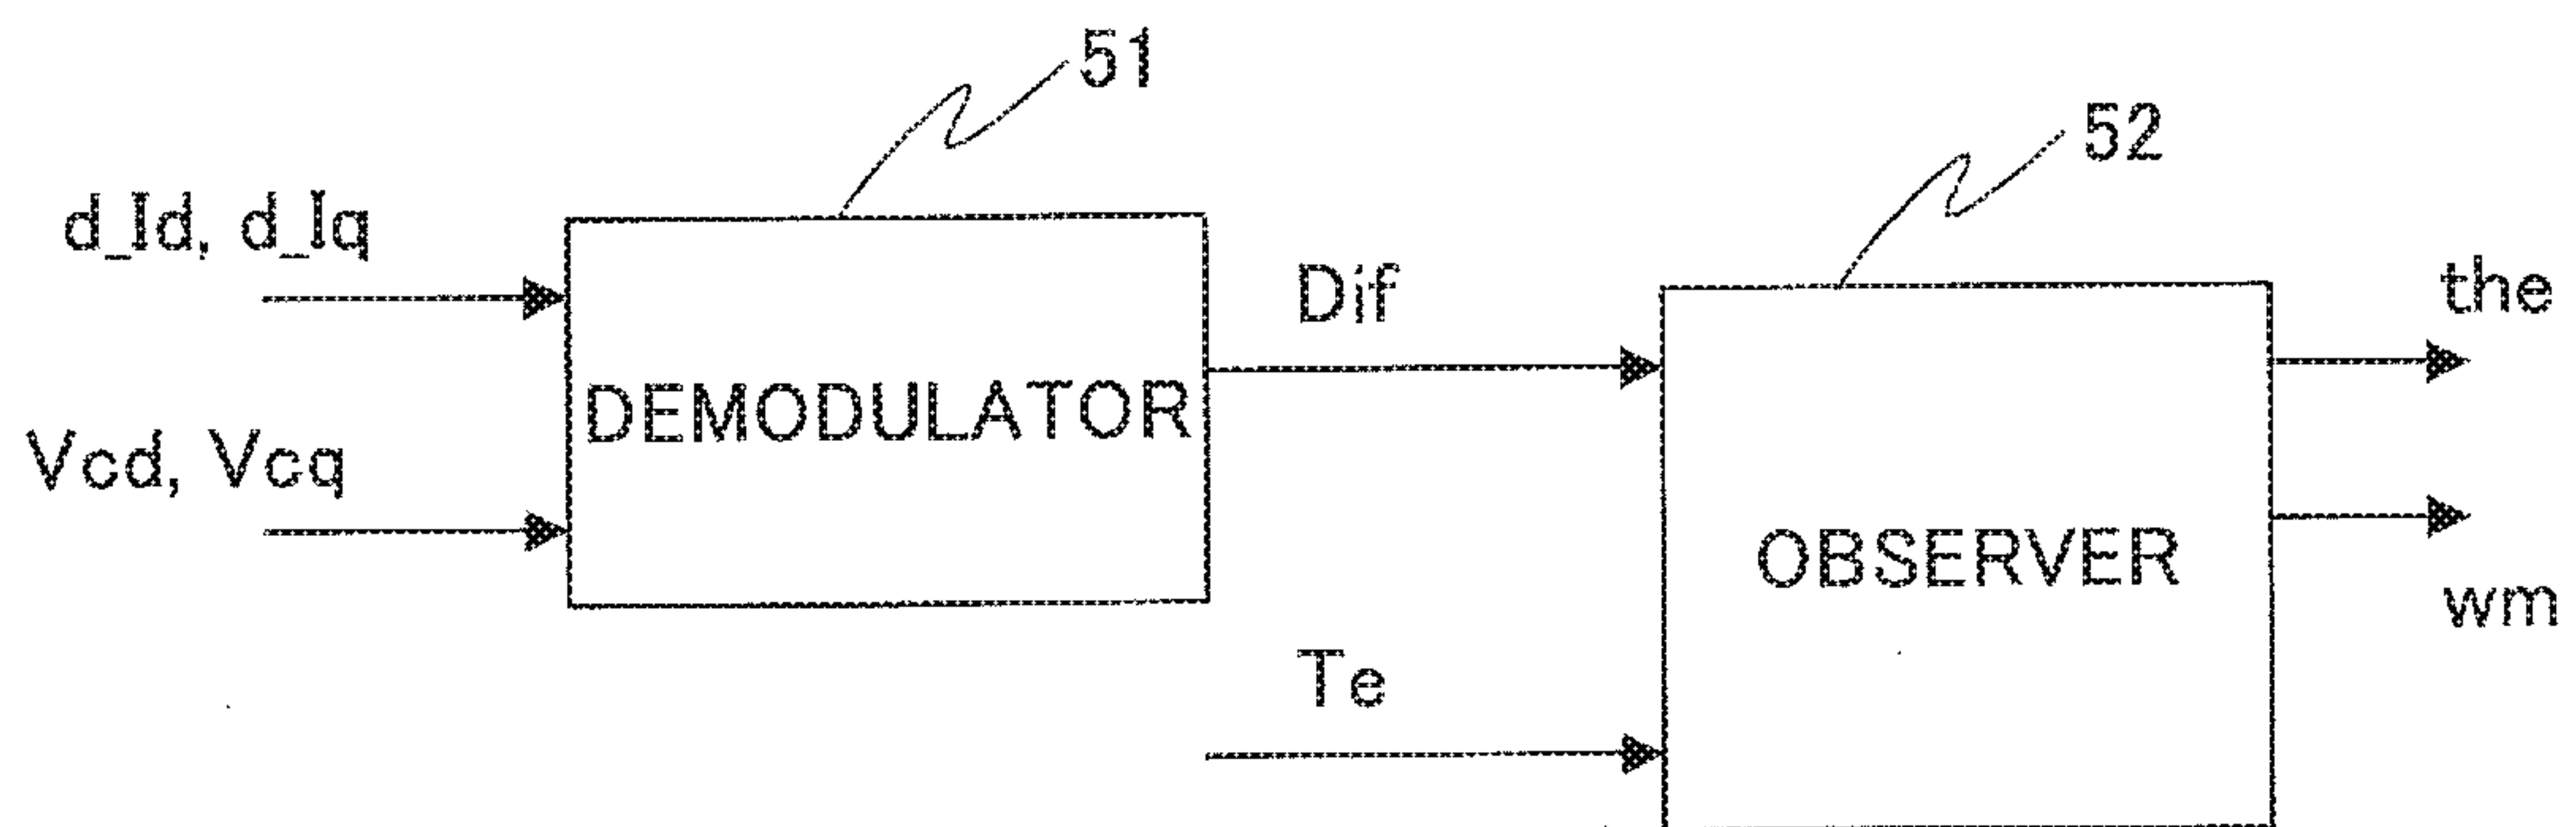 51
52
d_Id, d_Iq
Dif
the
DEMODULATOR
Vcd, Vcq
OBSERVER
wm
Te